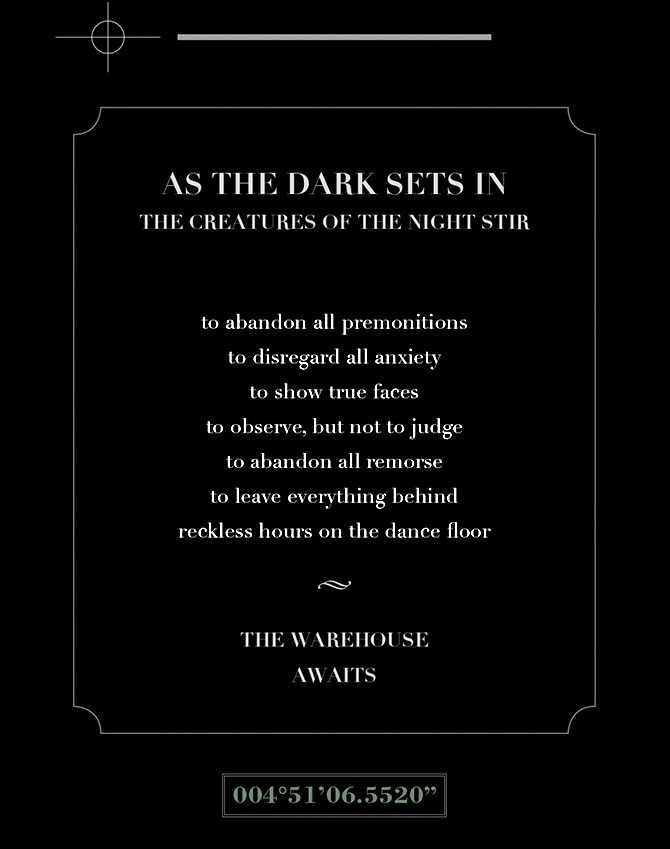 AS THE DARK SETS IN
THE CREATURES OF THE NIGHT STIR
to abandon all premonitions
to disregard all anxiety
to show true faces
to observe, but not to judge
to abandon all remorse
to leave everything behind
reckless hours on the dance floor
THE WAREHOUSE
AWAITS
004°51’06.5520”